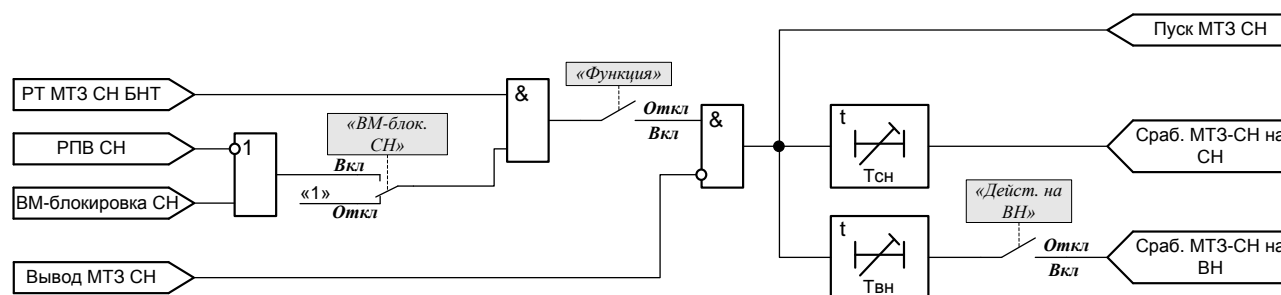 Пуск МТЗ СН
«Функция»
РТ МТЗ СН БНТ
&
Откл
Вкл
&
t
Тсн
Сраб. МТЗ-СН на
СН
РПВ СН
1
«ВМ-блок.
СН»
Вкл
«1»
Откл
ВМ-блокировка СН
«Дейст. на
ВН»
t
Твн
Откл
Вкл
Сраб. МТЗ-СН на
ВН
Вывод МТЗ СН